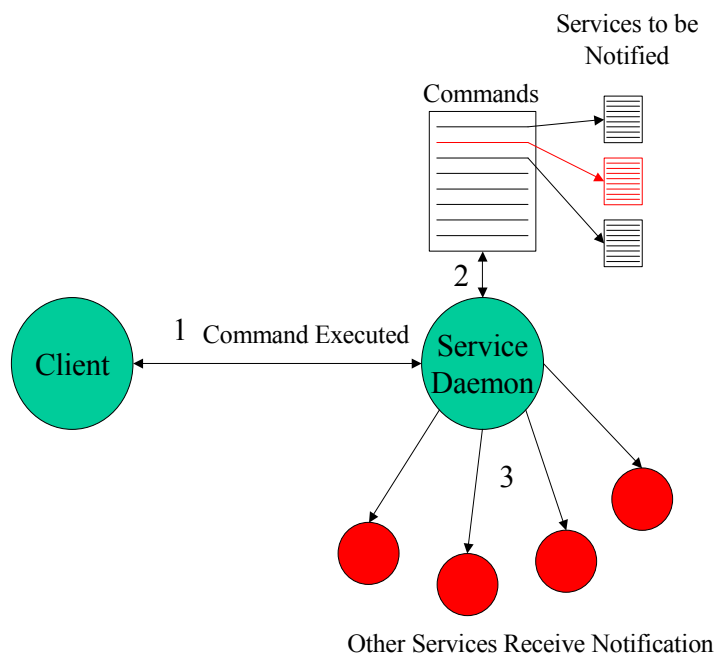 Services to be
Notified
Commands
2
1 Command Executed
Client
Service
Daemon
3
Other Services Receive Notification